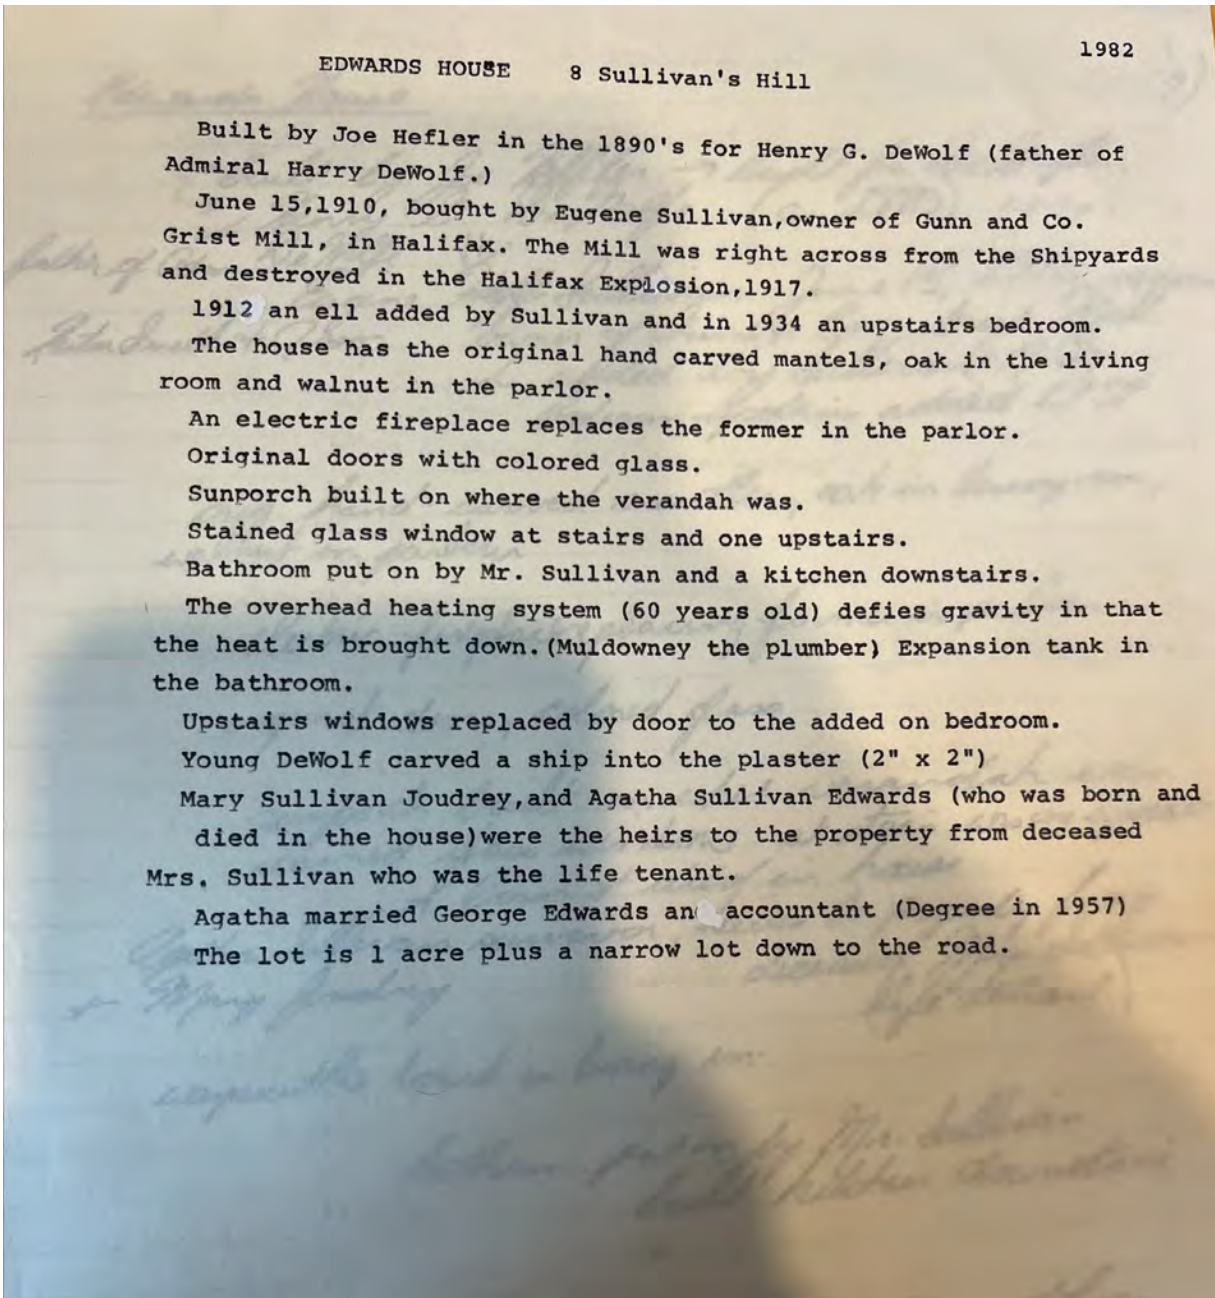 1982
EDWARDS HOUSE 8 Sullivan's Hill
Built by Joe Hefler in the 1890's for Henry G. DeWolf (father of
Admiral Harry DeWolf.)
June 15,1910, bought by Eugene Sullivan,owner of Gunn and Co.
Grist Mill, in Halifax. The Mill was right across from the Shipyards
and destroyed in the Halifax Explosion,1917.
1912 an ell added by Sullivan and in 1934 an upstairs bedroom.
The house has the original hand carved mantels, oak in the living
room and walnut in the parlor.
An electric fireplace replaces the former in the parlor.
Original doors with colored glass.
Sunporch built on where the verandah was.
Stained glass window at stairs and one upstairs.
Bathroom put on by Mr. Sullivan and a kitchen downstairs.
The overhead heating system (60 years old) defies gravity in that
the heat is brought down.(Muldowney the plumber) Expansion tank in
the bathroom.
Upstairs windows replaced by door to the added on bedroom.
Young DeWolf carved a ship into the plaster (2" x 2")
Mary Sullivan Joudrey,and Agatha Sullivan Edwards (who was born and
died in the house)were the heirs to the property from deceased
Mrs. Sullivan who was the life tenant.
Agatha married George Edwards an accountant (Degree in 1957)
The lot is 1 acre plus a narrow lot down to the road.
by Mr. Sullivan